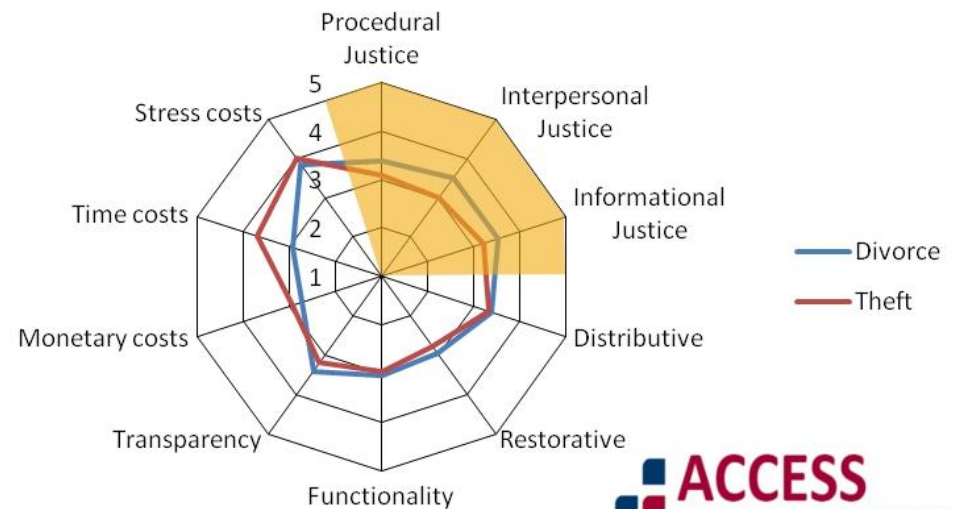 Procedural
Justice
Interpersonal
Justice
Informational
Justice
Distributive
Restorative
Functionality
Transparency
Monetary costs
Time costs
Stress costs
5
4
3
2
1
Divorce
Theft
ACCESS